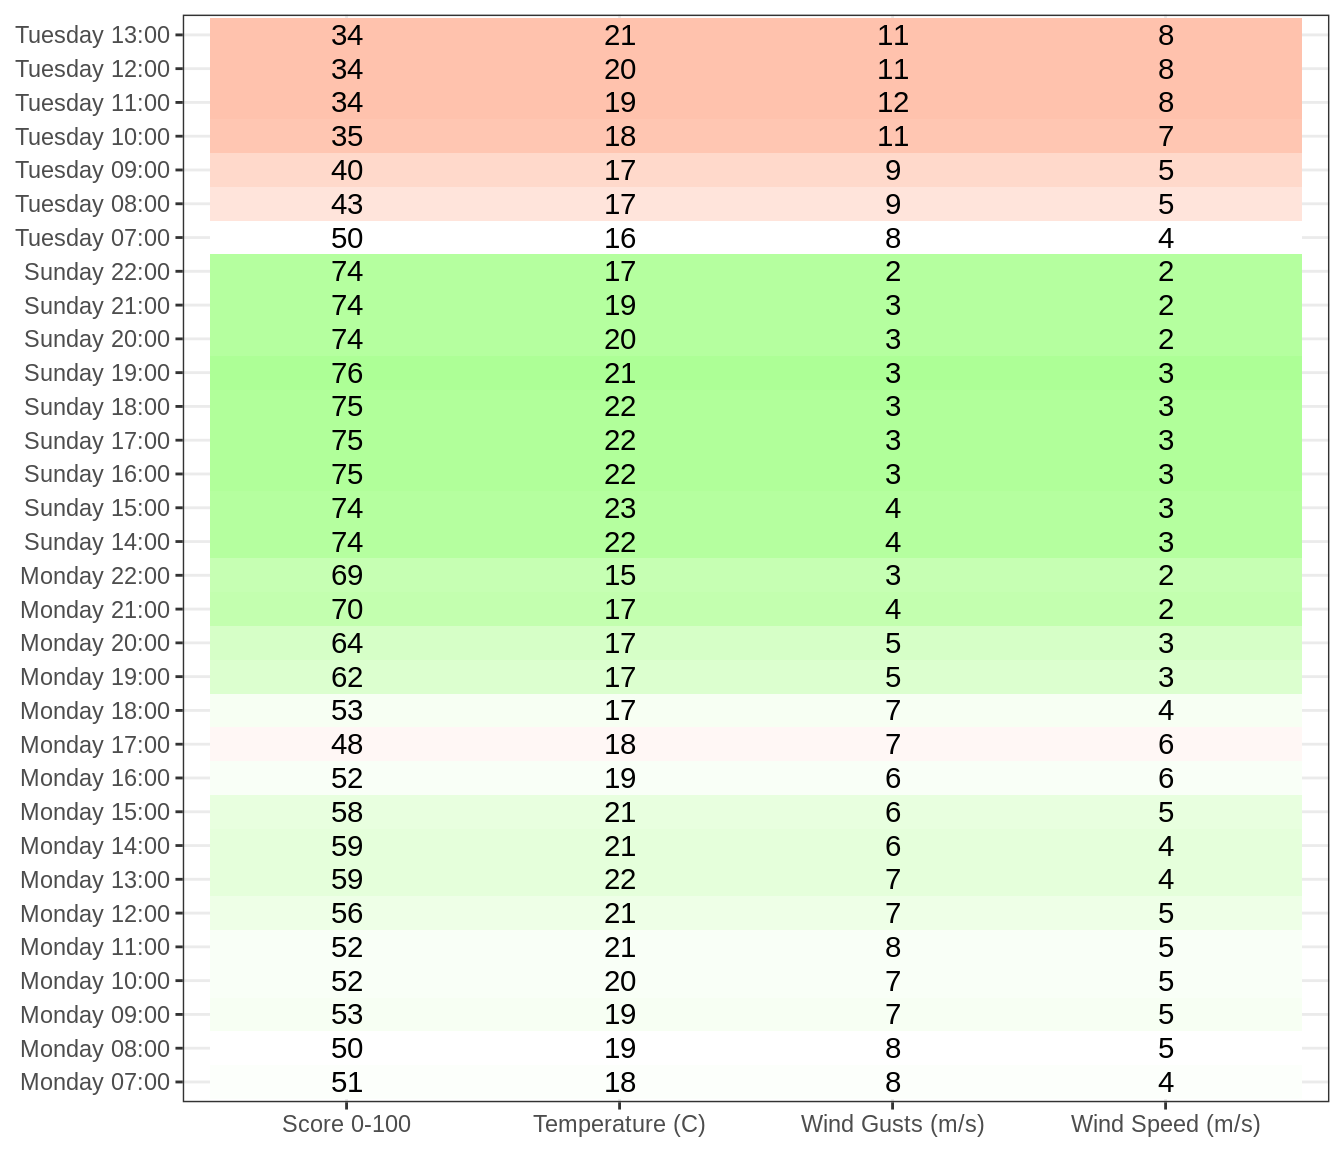 Tuesday 13:00 34 21 11 8
Tuesday 12:00 34 20 11 8
Tuesday 11:00 34 19 12 8
Tuesday 10:00 35 18 11 7
Tuesday 09:00 40 17 9 5
Tuesday 08:00 43 17 9 5
Tuesday 07:00 50 16 8 4
Sunday 22:00 74 17 2 2
Sunday 21:00 74 19 3 2
Sunday 20:00 74 20 3 2
Sunday 19:00 76 21 3 3
Sunday 18:00 75 22 3 3
Sunday 17:00 75 22 3 3
Sunday 16:00 75 22 3 3
Sunday 15:00 74 23 4 3
Sunday 14:00 74 22 4 3
Monday 22:00 69 15 3 2
Monday 21:00 70 17 4 2
Monday 20:00 64 17 5 3
Monday 19:00 62 17 5 3
Monday 18:00 53 17 7 4
Monday 17:00 48 18 7 6
Monday 16:00 52 19 6 6
Monday 15:00 58 21 6 5
Monday 14:00 59 21 6 4
Monday 13:00 59 22 7 4
Monday 12:00 56 21 7 5
Monday 11:00 52 21 8 5
Monday 10:00 52 20 7 5
Monday 09:00 53 19 7 5
Monday 08:00 50 19 8 5
Monday 07:00 51 18 8 4
Score 0-100 Temperature (C) Wind Gusts (m/s) Wind Speed (m/s)